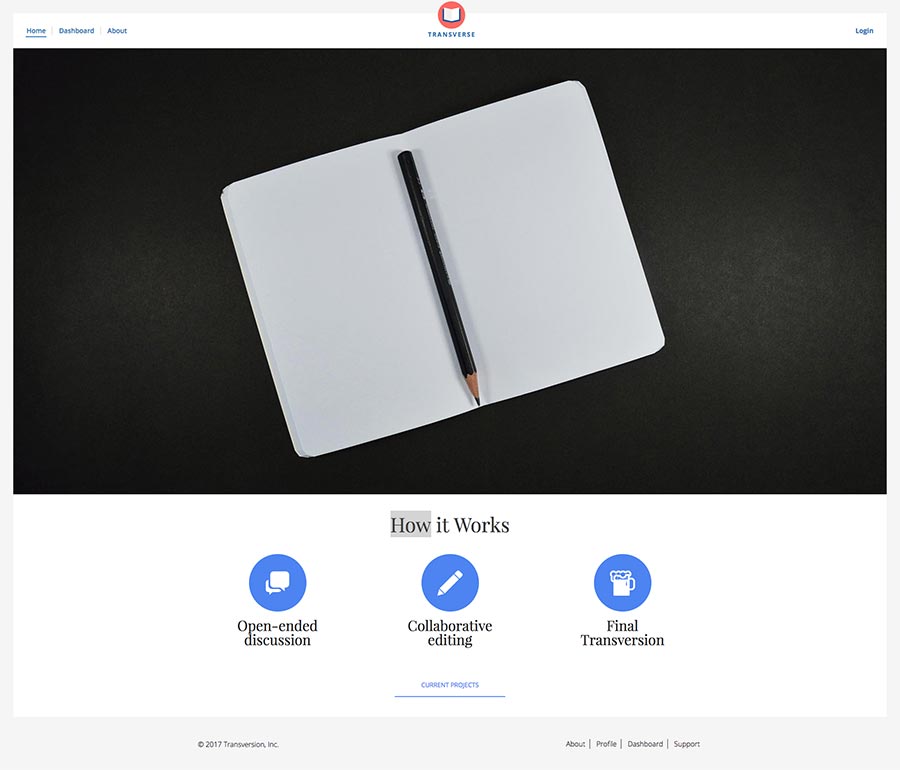 Home
Dashboard
About
TRANSVERSE
Login
How it Works
Open-ended
discussion
Collaborative
editing
Final
Transversion
CURRENT PROJECTS
© 2017 Transversion, Inc.
About
Profile
Dashboard
Support